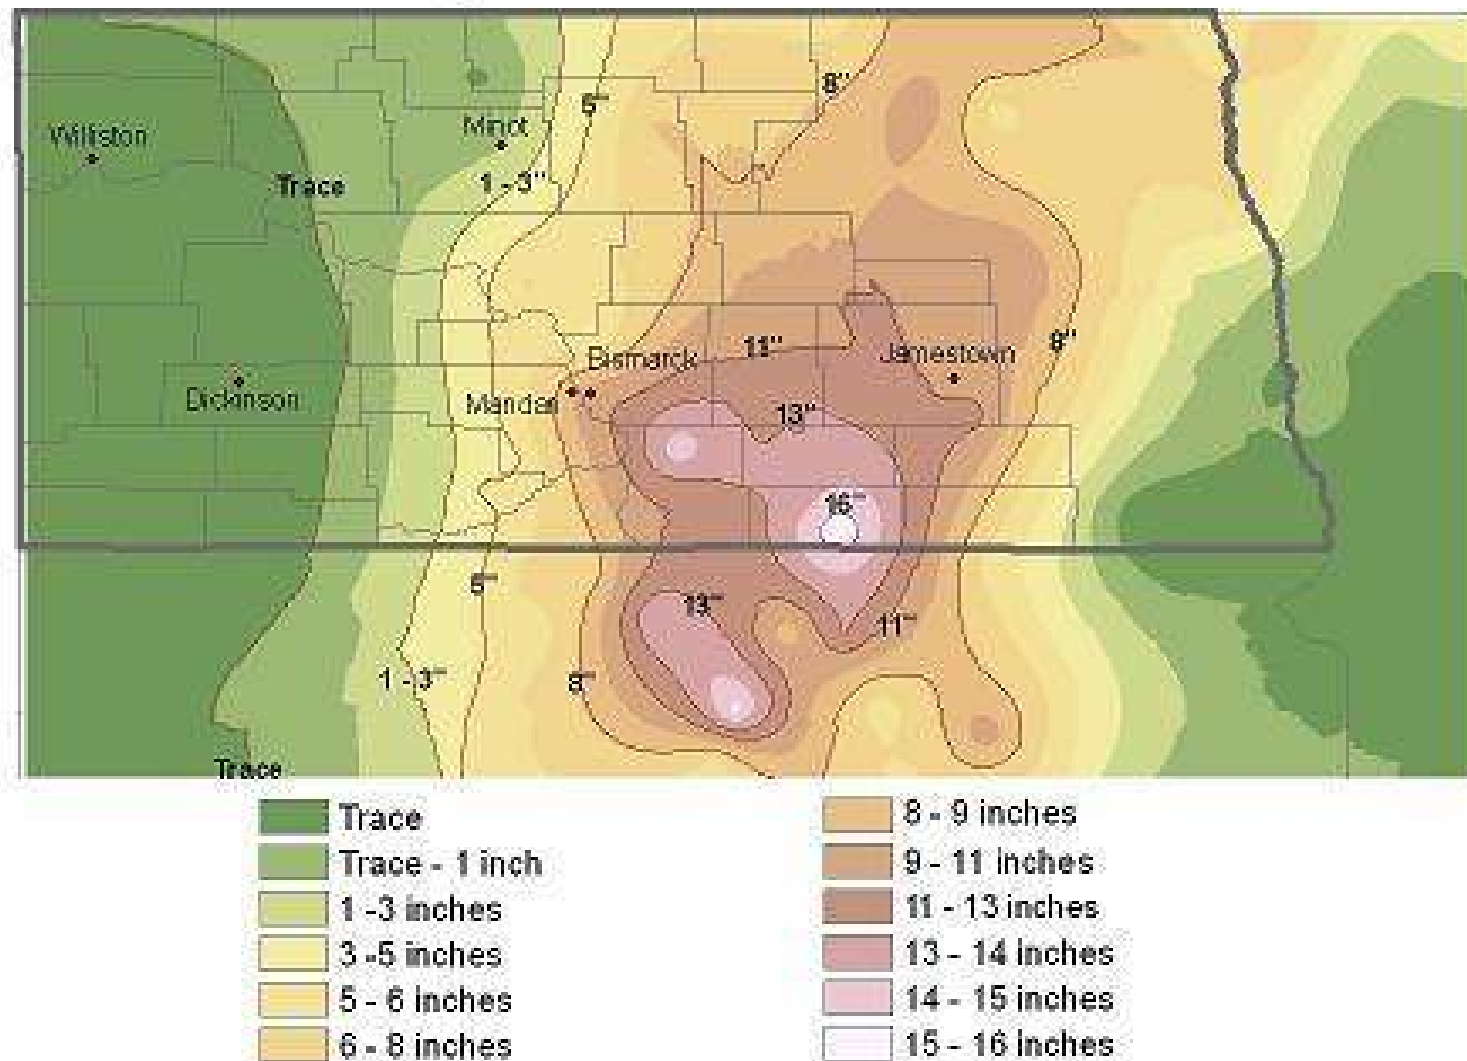 8"
5"
Williston
Minot
Trace
1 - 3"
9"
11"
Bismarck
Jamestown
Mandan
Dickinson
13"
16"
5"
13"
11"
1 - 3"
8"
Trace
Trace
Trace - 1 inch
1 -3 inches
3 -5 inches
5 - 6 inches
6 - 8 inches
8 - 9 inches
9 - 11 inches
11 - 13 inches
13 - 14 inches
14 - 15 inches
15 - 16 inches